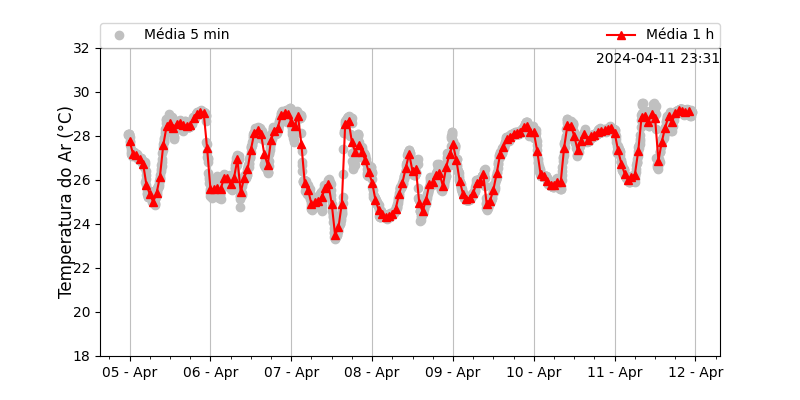 Média 5 min
Média 1 h
2024-04-11 23:31
Temperatura do Ar (°C)
32
30
28
26
24
22
20
18
05 - Apr
06 - Apr
07 - Apr
08 - Apr
09 - Apr
10 - Apr
11 - Apr
12 - Apr